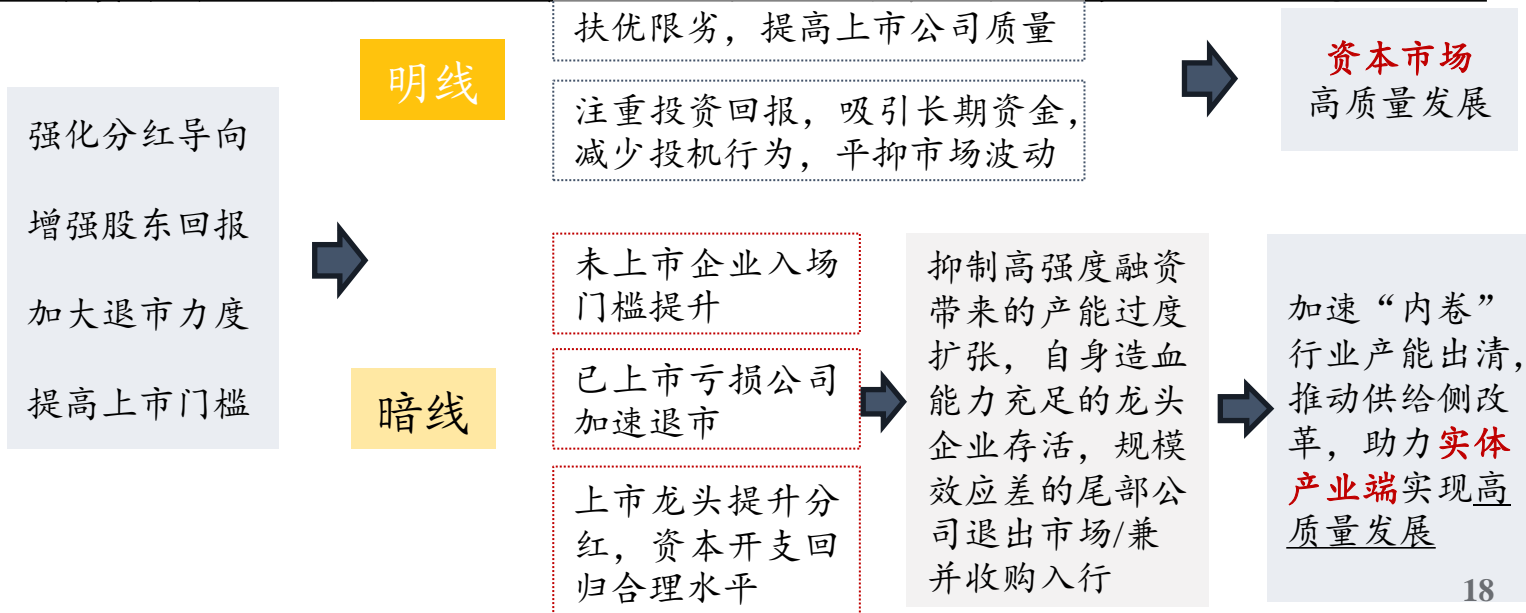 强化分红导向
增强股东回报
加大退市力度
提高上市门槛
明线
扶优限劣，提高上市公司质量
注重投资回报，吸引长期资金，
减少投机行为，平抑市场波动
资本市场
高质量发展
暗线
未上市企业入场
门槛提升
已上市亏损公司
加速退市
上市龙头提升分
红，资本开支回
归合理水平
抑制高强度融资
带来的产能过度
扩张，自身造血
能力充足的龙头
企业存活，规模
效应差的尾部公
司退出市场/兼
并收购入行
加速“内卷”
行业产能出清，
推动供给侧改
革，助力实体
产业端实现高
质量发展
18